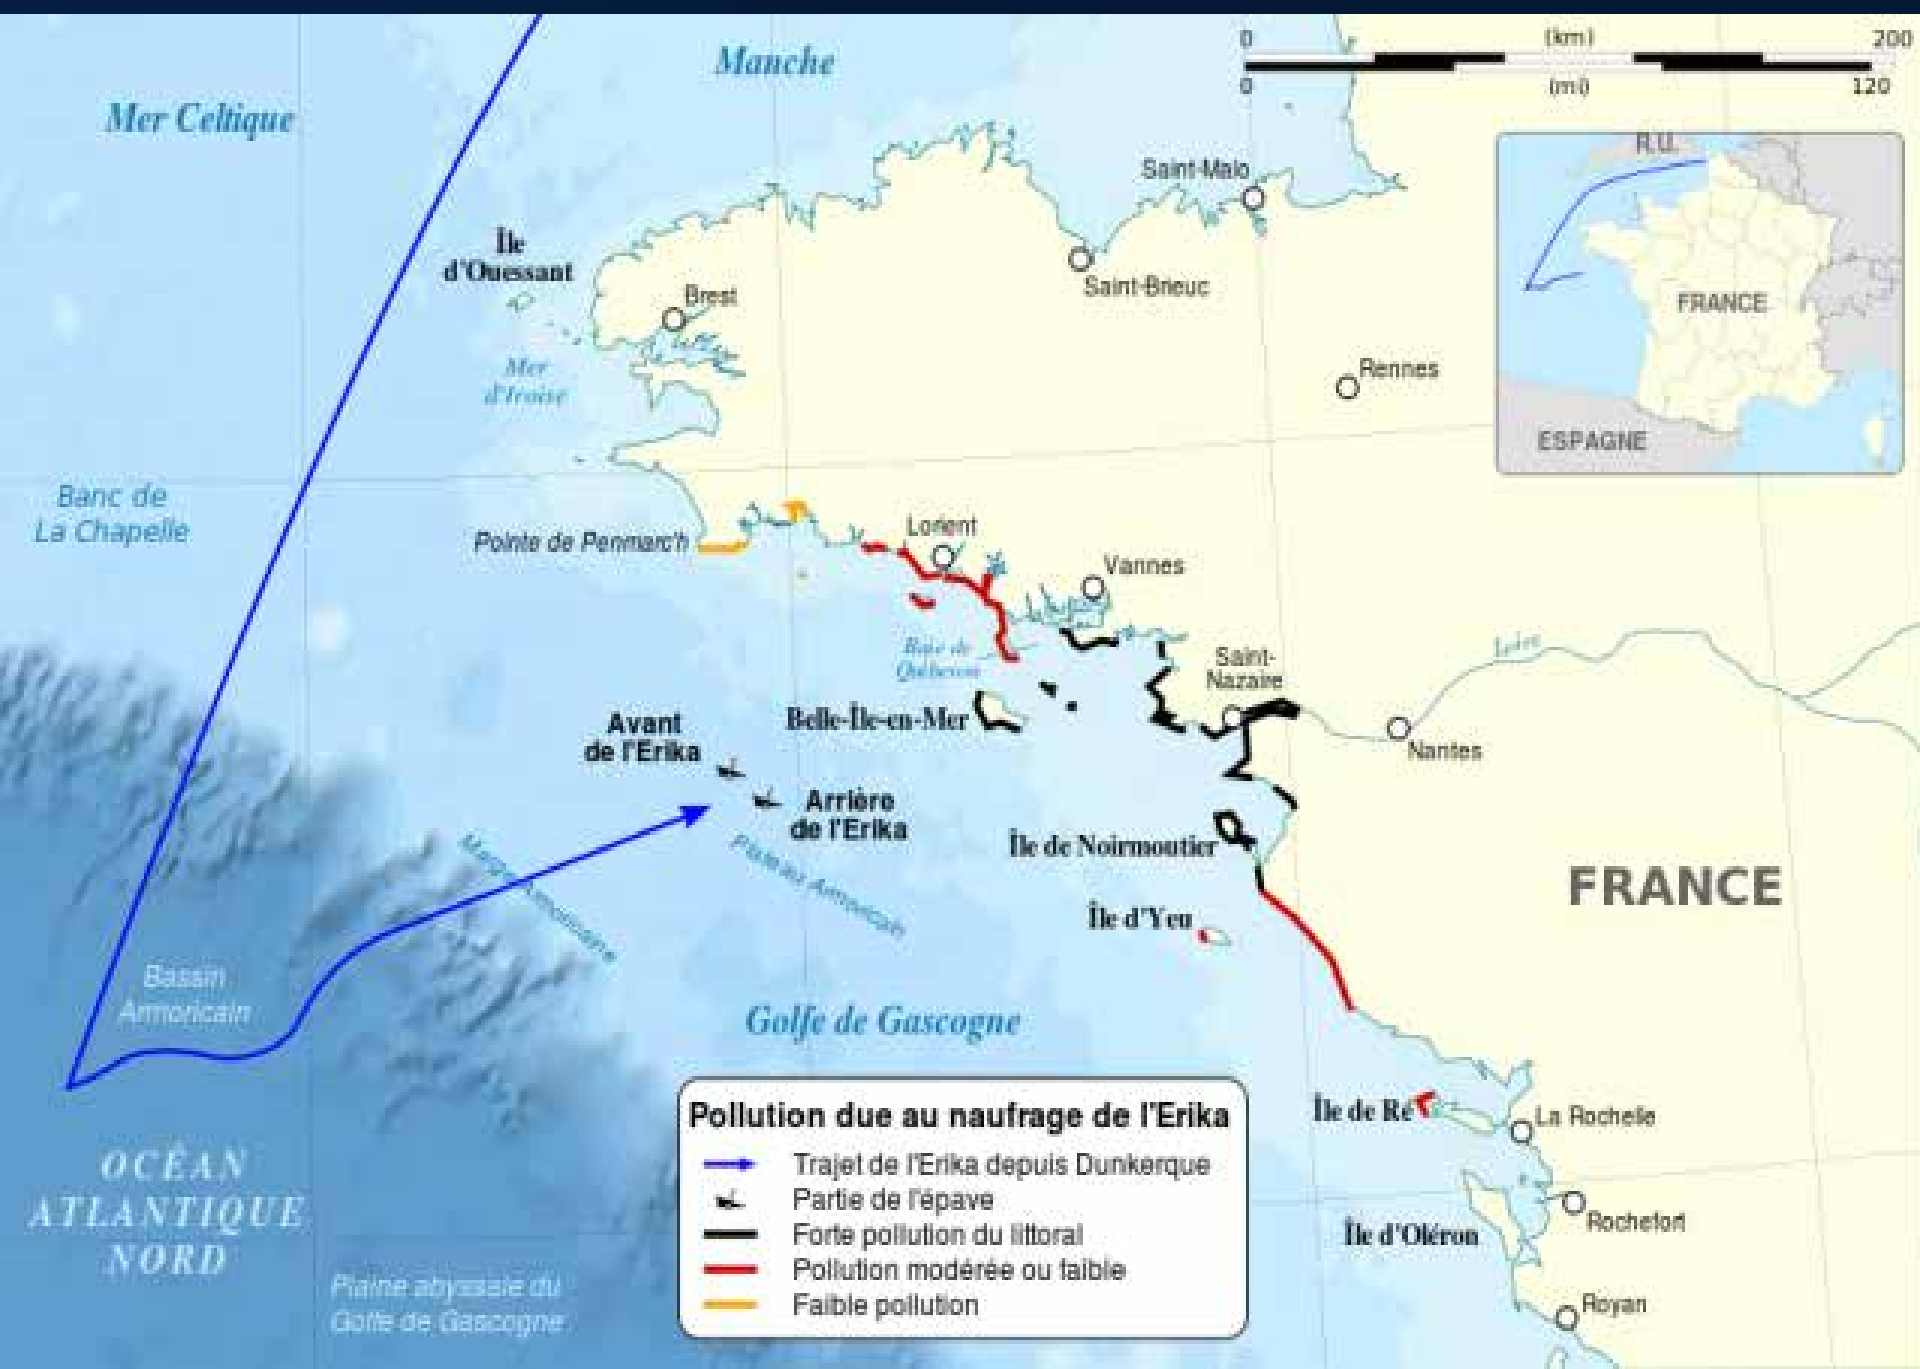 Manche
Mer Celtique
0 (km) 200
0 (mi) 120
R.U.
FRANCE
ESPAGNE
Saint-Malo
Île
d'Ouessant
Brest
Saint-Brieuc
Mer
d'Iroise
Rennes
Banc de
La Chapelle
Pointe de Penmarc'h
Lorient
Vannes
Baie de
Quiberon
Saint-
Nazaire
Loire
Belle-Île-en-Mer
Nantes
Avant
de l'Erika
Arrière
de l'Erika
Île de Noirmoutier
Marge Armoricaine
Plateau Armoricain
FRANCE
Île d'Yeu
Bassin
Armoricain
Golfe de Gascogne
Île de Ré
La Rochelle
OCÉAN
ATLANTIQUE
NORD
Rochefort
Île d'Oléron
Plaine abyssale du
Golfe de Gascogne
Royan
Pollution due au naufrage de l'Erika
Trajet de l'Erika depuis Dunkerque
Partie de l'épave
Forte pollution du littoral
Pollution modérée ou faible
Faible pollution